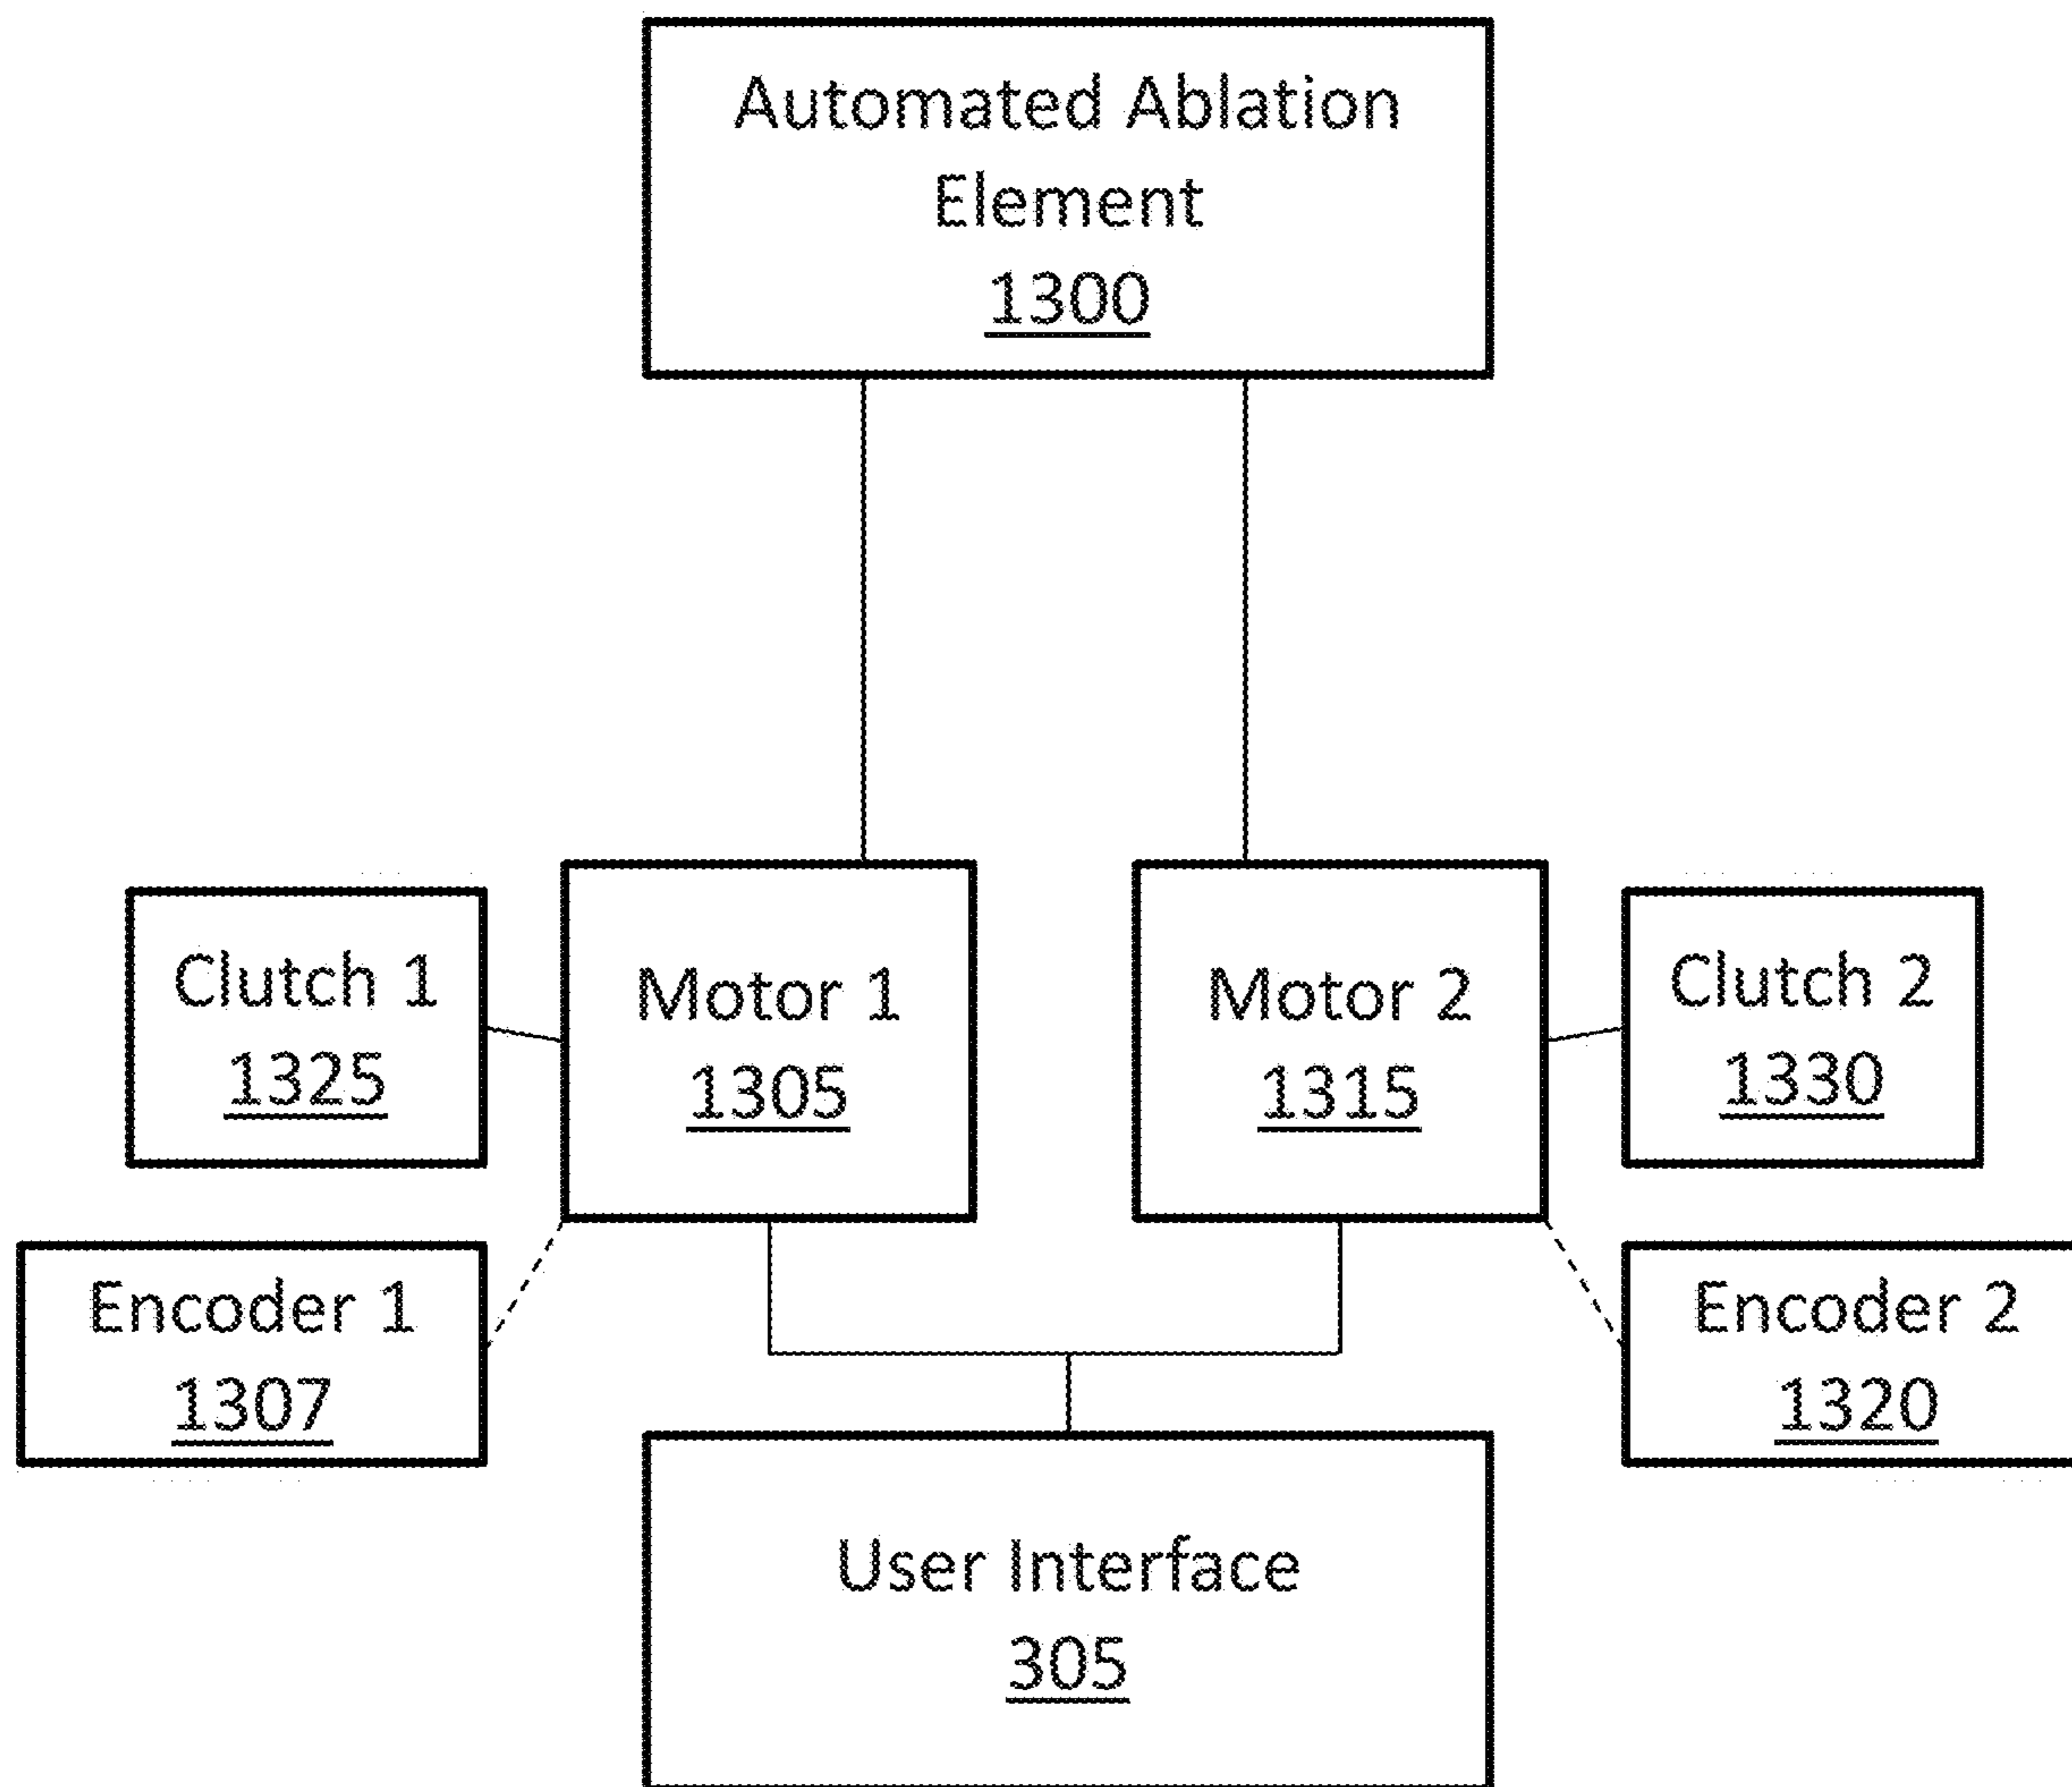 Automated Ablation
Element
1300
Clutch 1
1325
Motor 1
1305
Motor 2
1315
Clutch 2
1330
Encoder 1
1307
Encoder 2
1320
User Interface
305